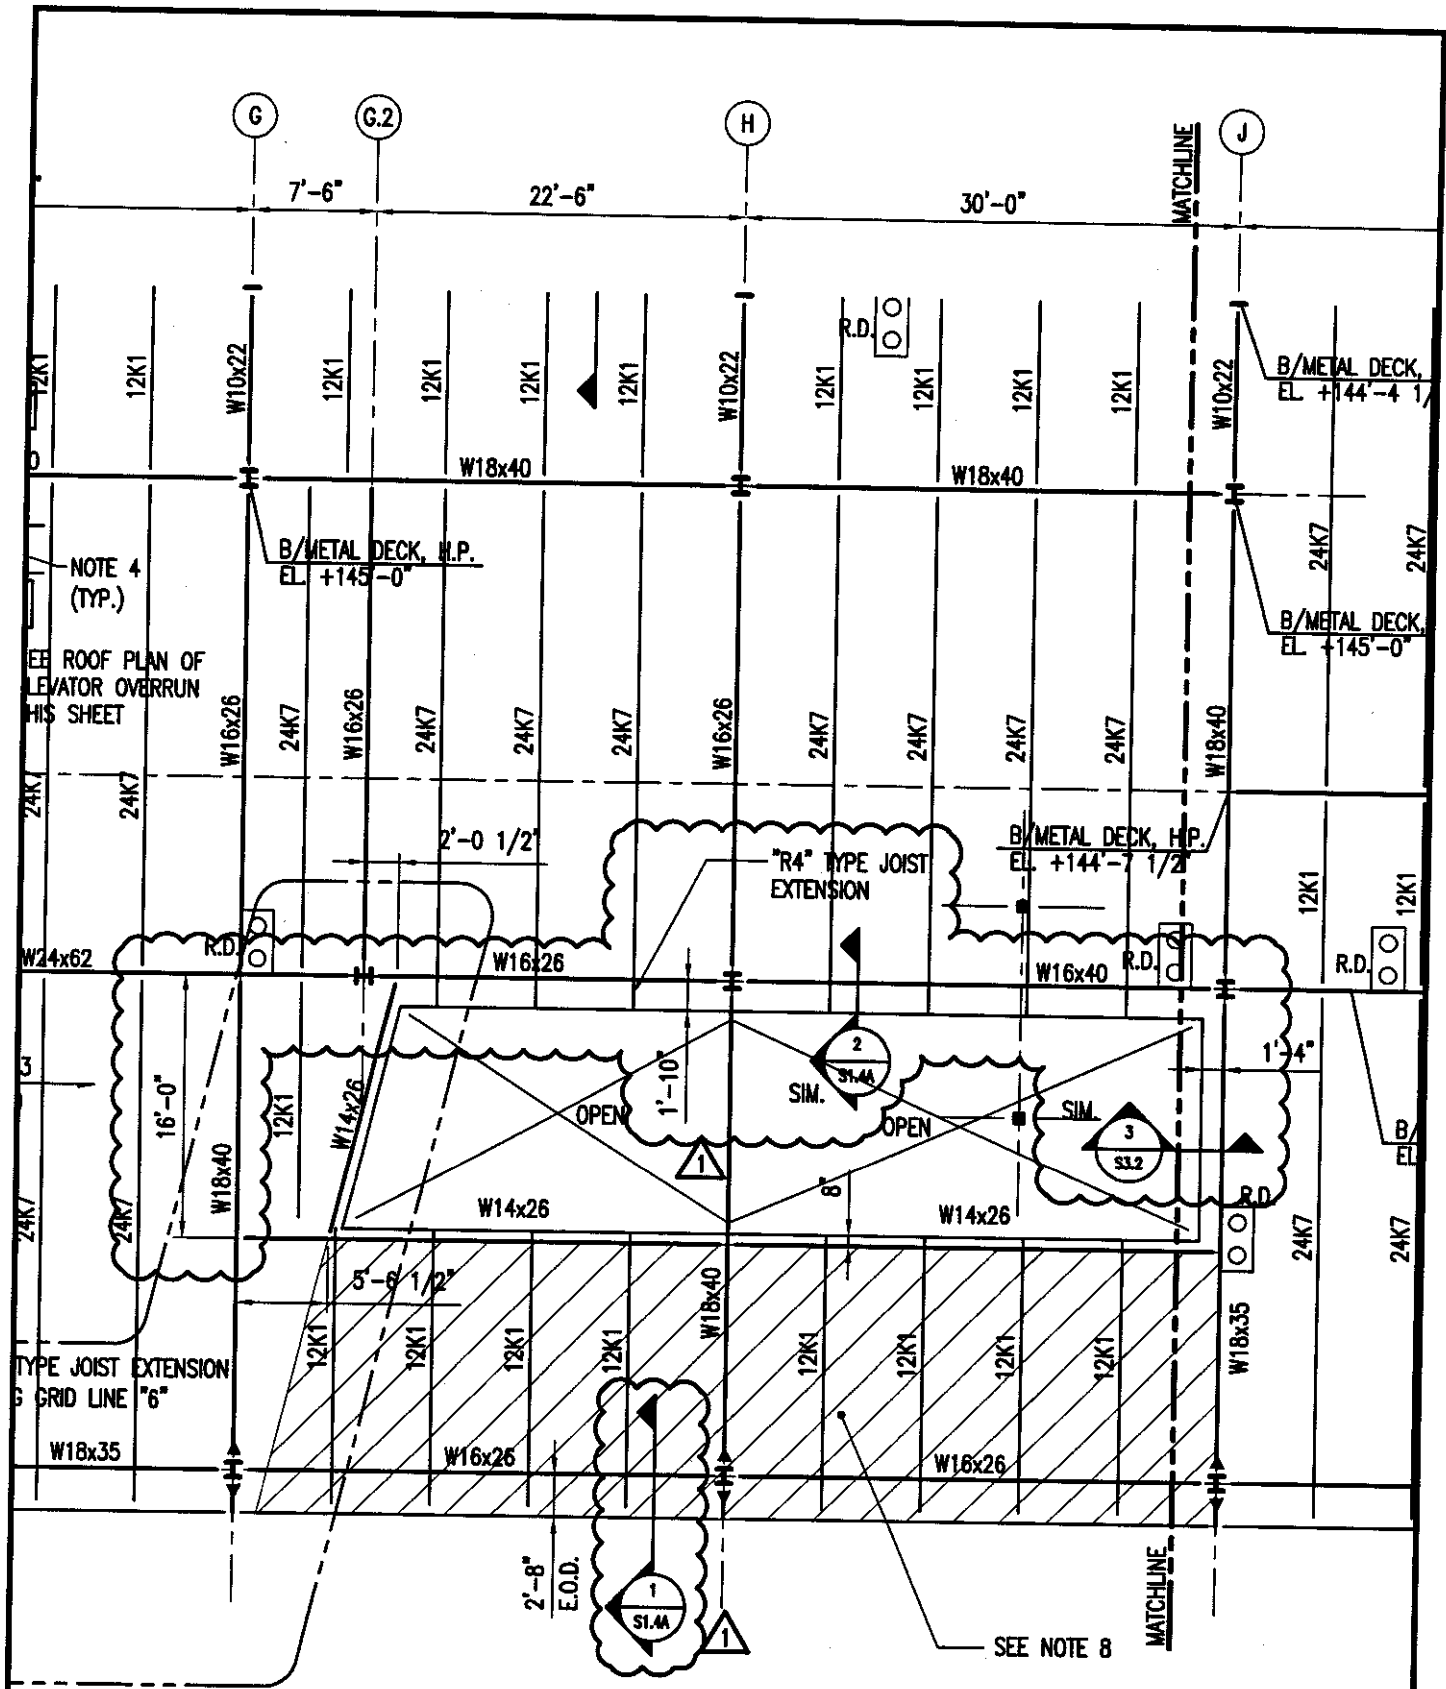 G
G.2
H
J
MATCHLINE
7'-6"
22'-6"
30'-0"
R.D.
12K1
12K1
W10x22
12K1
12K1
12K1
12K1
W10x22
12K1
12K1
12K1
12K1
W10x22
B/METAL DECK,
EL. +144'-4 1/
W18x40
W18x40
B/METAL DECK, H.P.
EL. +145'-0"
NOTE 4
(TYP.)
24K7
24K7
B/METAL DECK,
EL. +145'-0"
EE ROOF PLAN OF
LEVATOR OVERRUN
HIS SHEET
W16x26
24K7
W16x26
24K7
24K7
24K7
W16x26
24K7
24K7
24K7
24K7
W18x40
24K7
24K7
2'-0 1/2"
"R4" TYPE JOIST
EXTENSION
B/METAL DECK, H.P.
EL. +144'-7 1/2"
12K1
12K1
R.D.
W24x62
W16x26
W16x40
R.D.
R.D.
3
16'-0"
12K1
W14x26
OPEN
1'-10"
2
S1.4A
SIM.
OPEN
SIM.
1'-4"
3
S3.2
B/
EL
1
8"
24K7
24K7
W18x40
W14x26
W14x26
R.D.
24K7
24K7
5'-6 1/2"
12K1
12K1
12K1
12K1
W18x40
12K1
12K1
12K1
12K1
W18x35
TYPE JOIST EXTENSION
G GRID LINE "6"
W18x35
W16x26
W16x26
2'-8"
E.O.D.
1
S1.4A
1
SEE NOTE 8
MATCHLINE